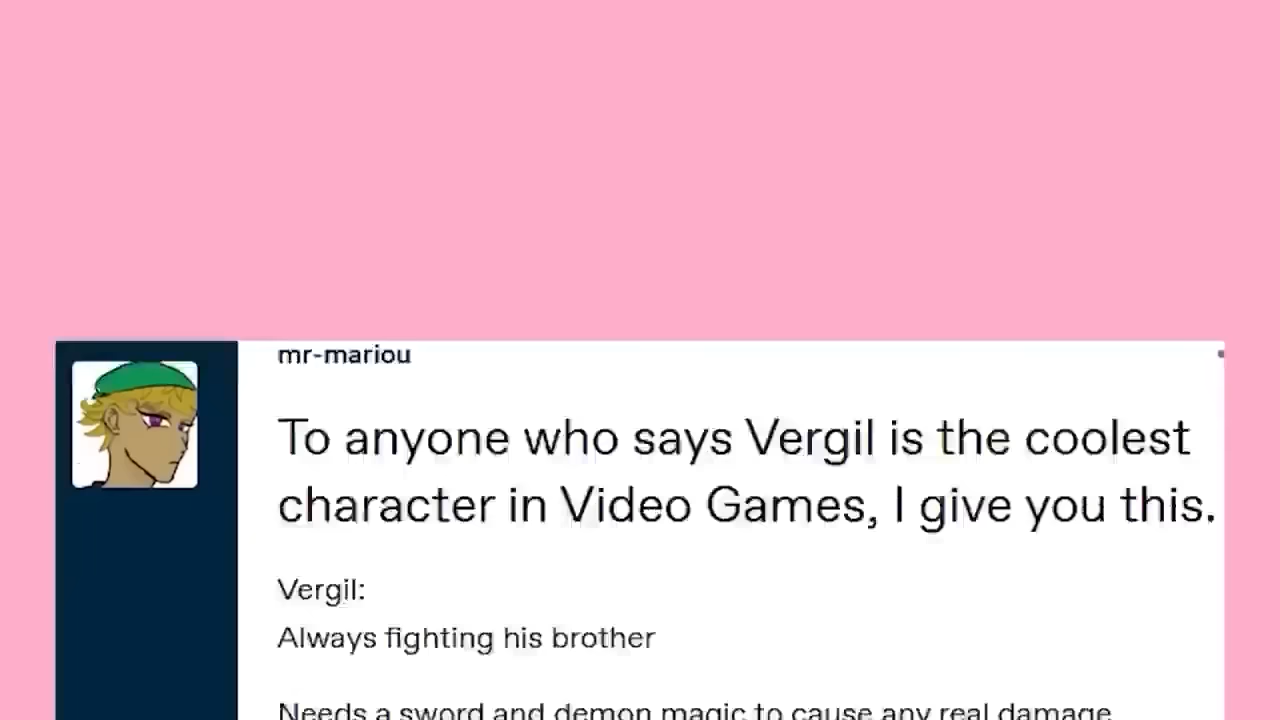 mr-mariou
To anyone who says Vergil is the coolest
character in Video Games, I give you this.
Vergil:
Always fighting his brother
Needs a sword and demon magic to cause any real damage